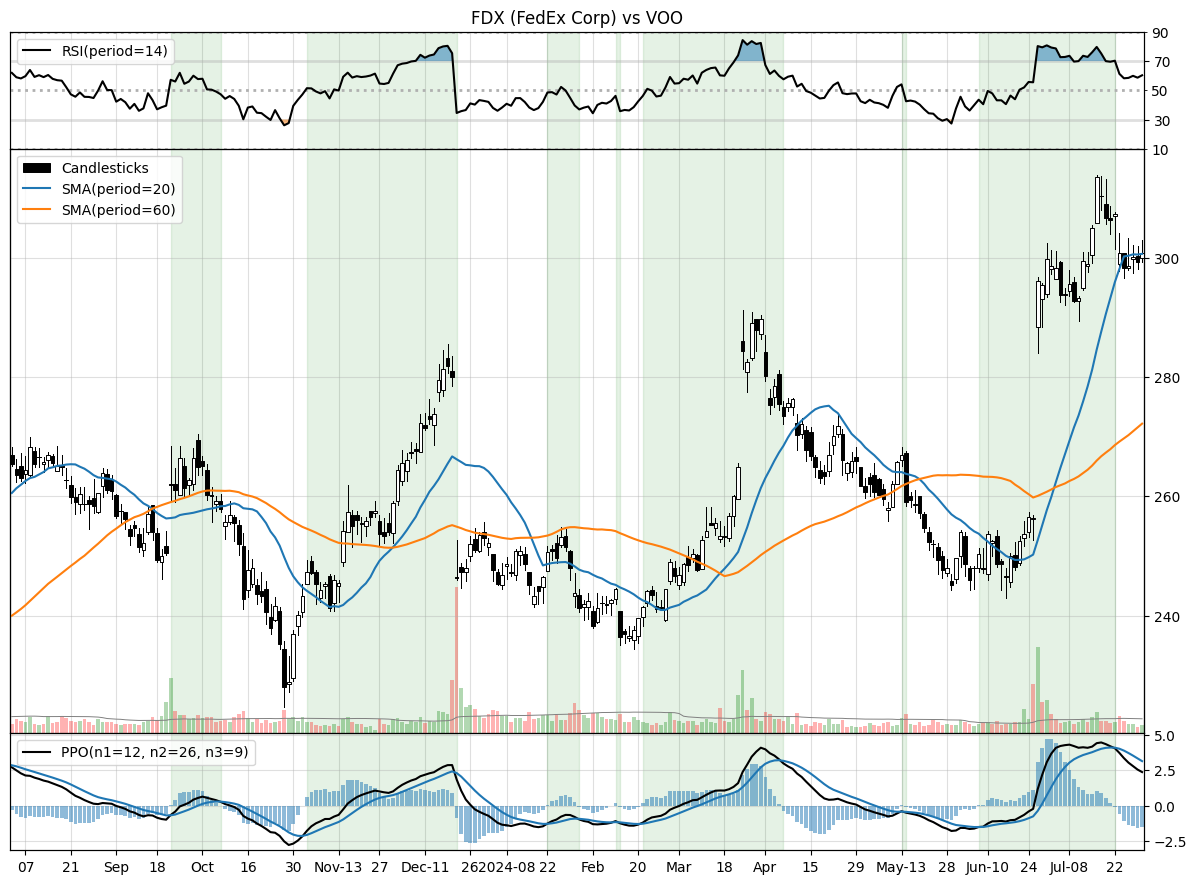 FDX (FedEx Corp) vs VOO
RSI(period=14)
90
70
50
30
10
Candlesticks
SMA(period=20)
SMA(period=60)
300
280
260
240
PPO(n1=12, n2=26, n3=9)
5.0
2.5
0.0
−2.5
07 21 Sep 18 Oct 16 30 Nov-13 27 Dec-11 26 2024-08 22 Feb 20 Mar 18 Apr 15 29 May-13 28 Jun-10 24 Jul-08 22